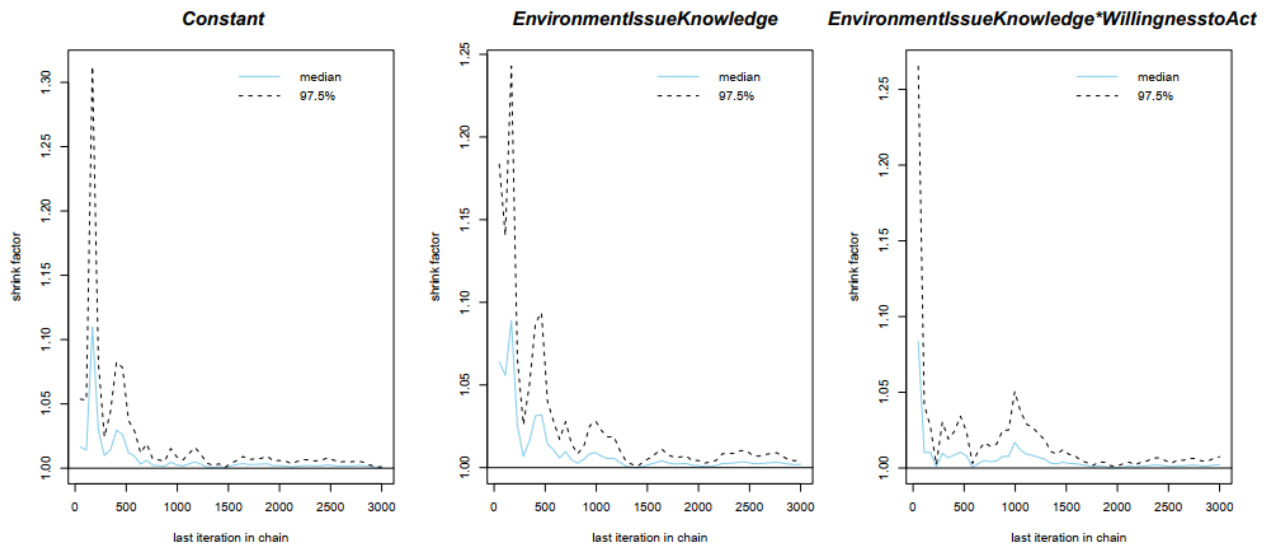 Constant
shrink factor
1.00 1.05 1.10 1.15 1.20 1.25 1.30
median
97.5%
0 500 1000 1500 2000 2500 3000
last iteration in chain
EnvironmentIssueKnowledge
shrink factor
1.00 1.05 1.10 1.15 1.20 1.25
median
97.5%
0 500 1000 1500 2000 2500 3000
last iteration in chain
EnvironmentIssueKnowledge*WillingnesstoAct
shrink factor
1.00 1.05 1.10 1.15 1.20 1.25
median
97.5%
0 500 1000 1500 2000 2500 3000
last iteration in chain